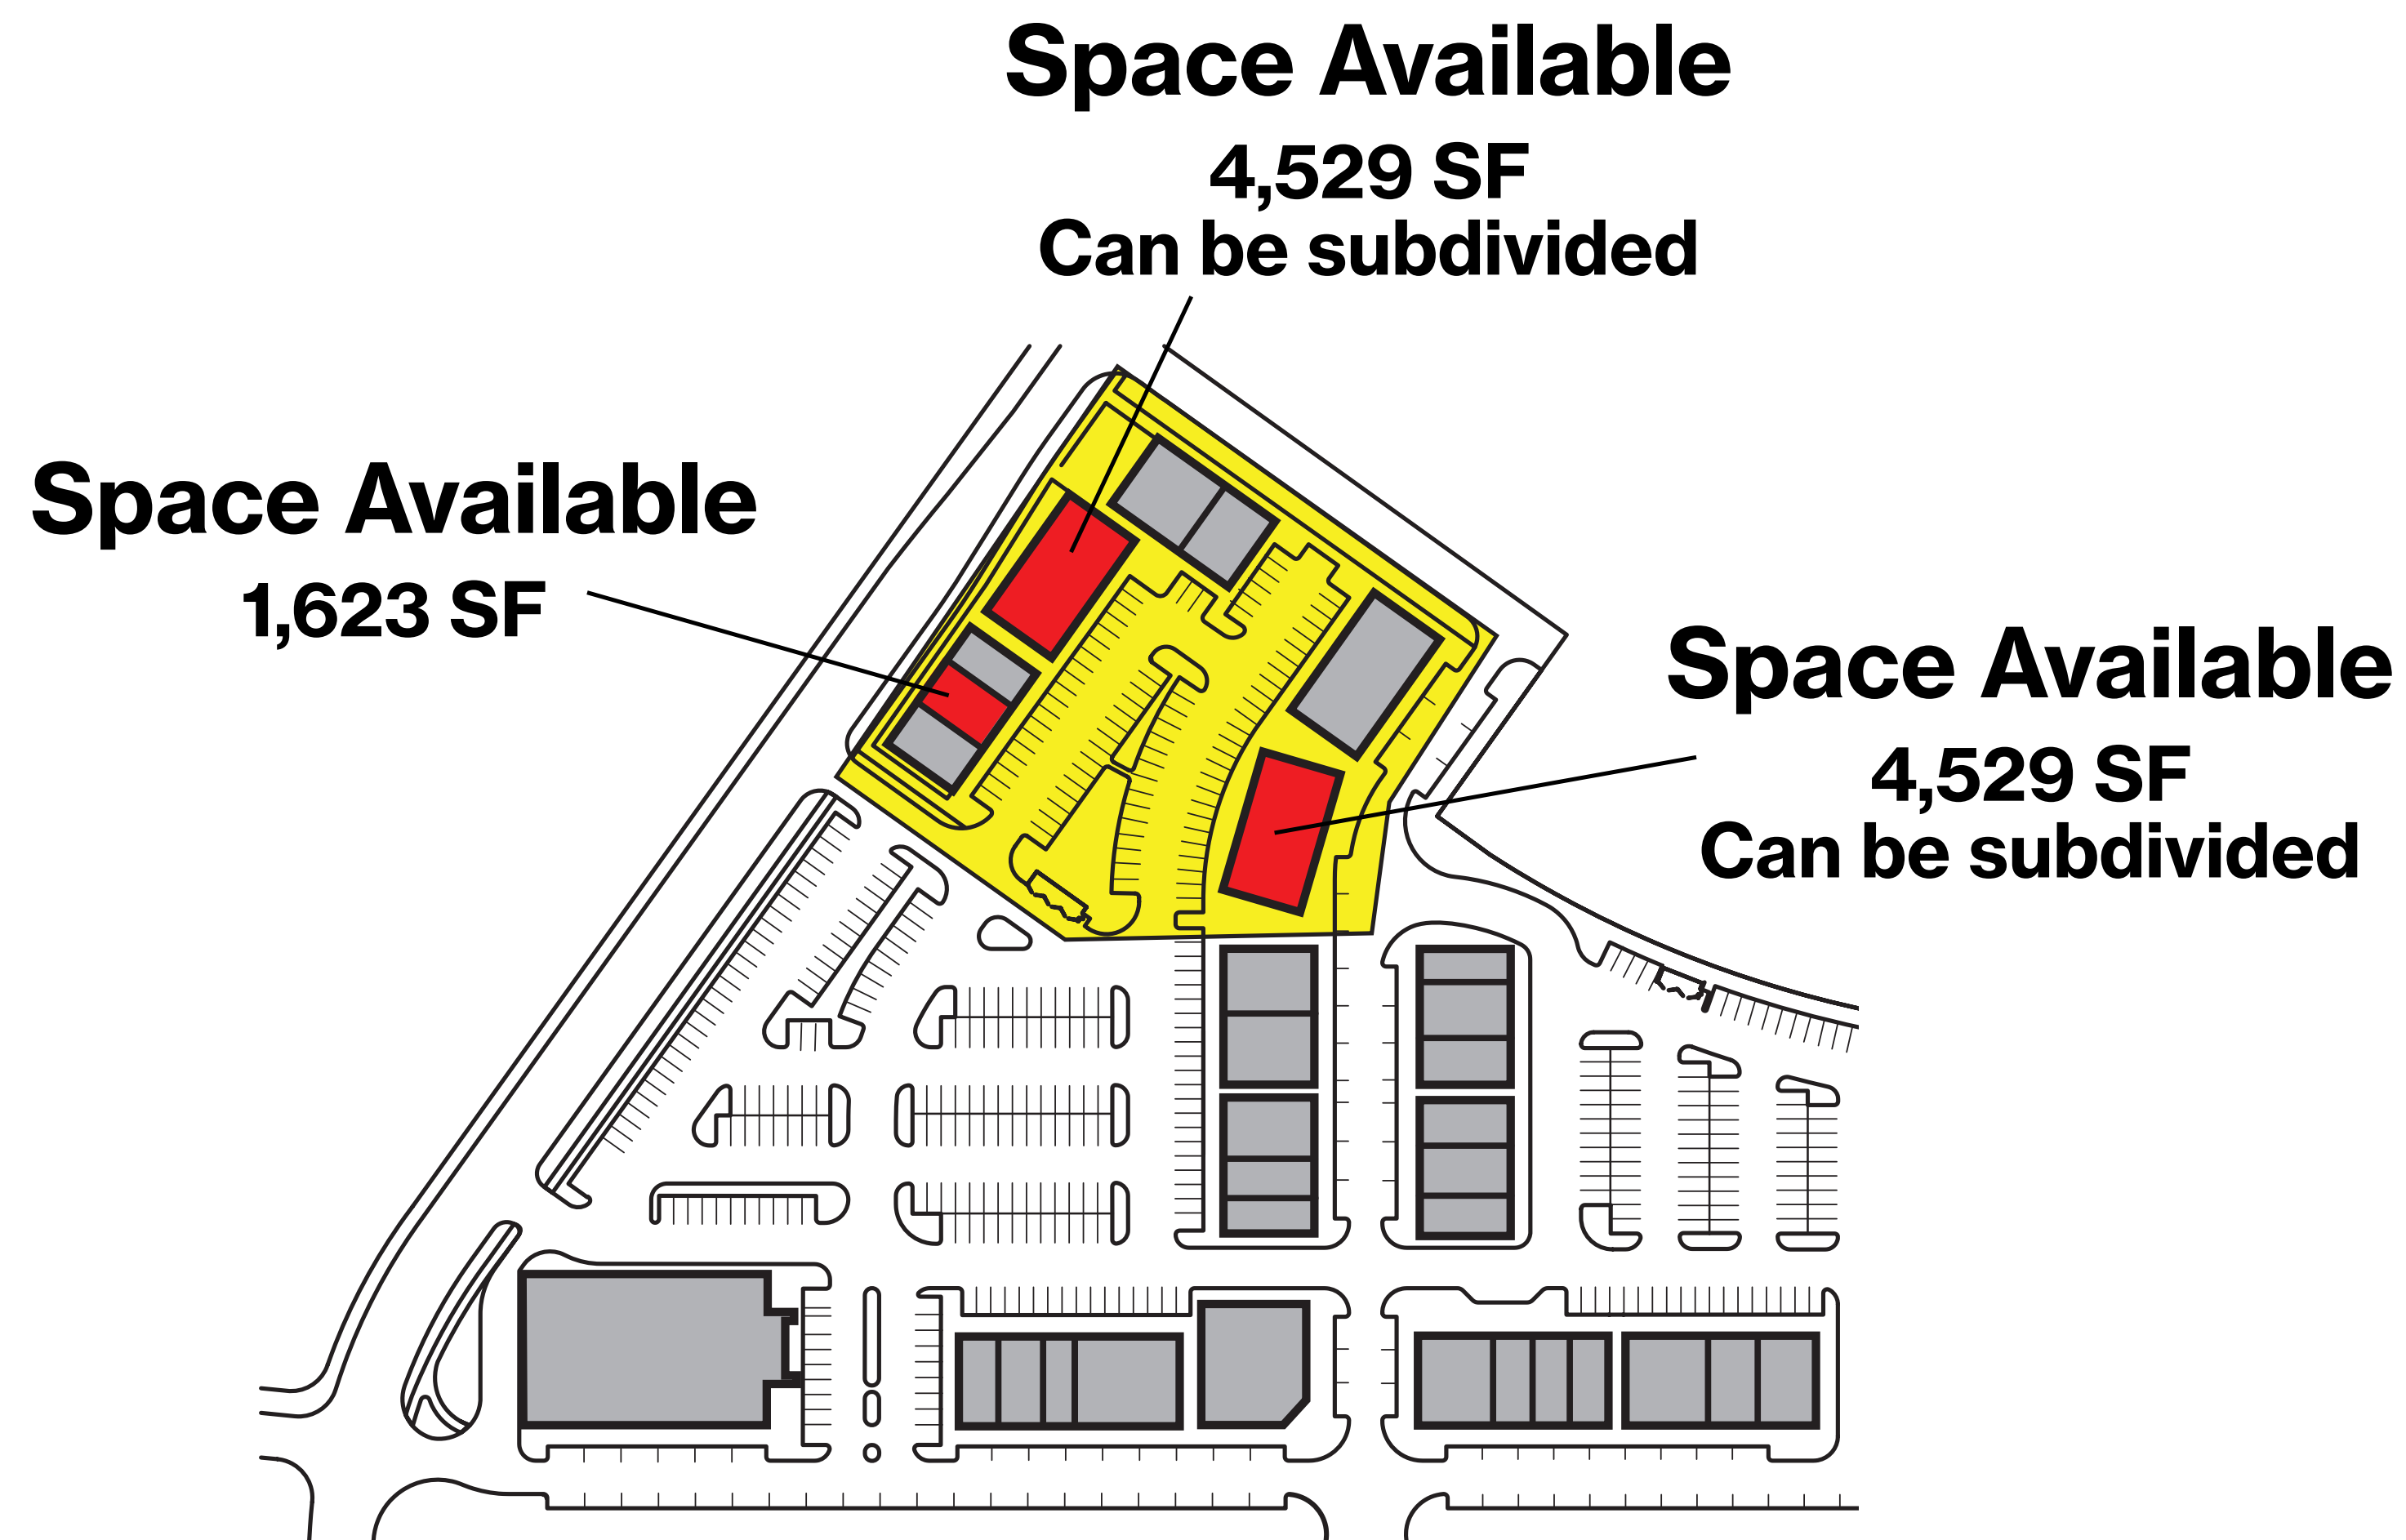 Space Available
4,529 SF
Can be subdivided
Space Available
1,623 SF
Space Available
4,529 SF
Can be subdivided